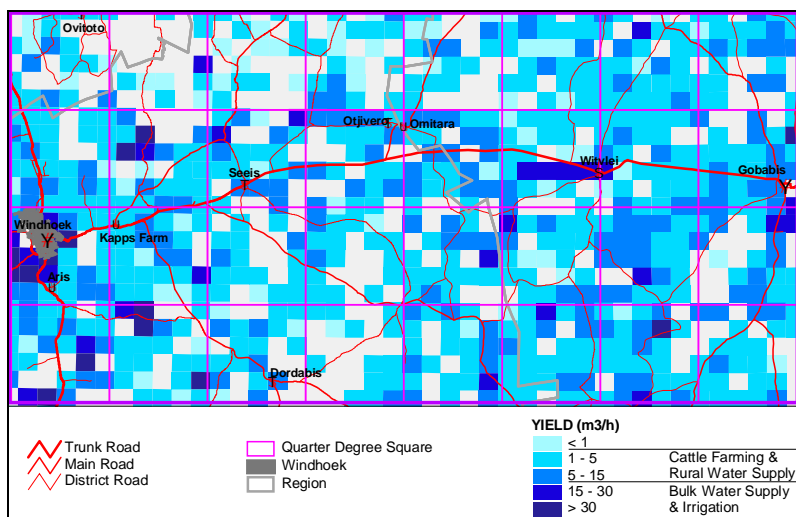 Ovitoto
Otjivero T U Omitara
Seeis
T
Witvlei
Gobabis
Y
Windhoek
Y
U
Kapps Farm
Aris
U
Dordabis
T
Trunk Road
Main Road
District Road
Quarter Degree Square
Windhoek
Region
YIELD (m3/h)
< 1
1 - 5 Cattle Farming &
5 - 15 Rural Water Supply
15 - 30 Bulk Water Supply
> 30 & Irrigation